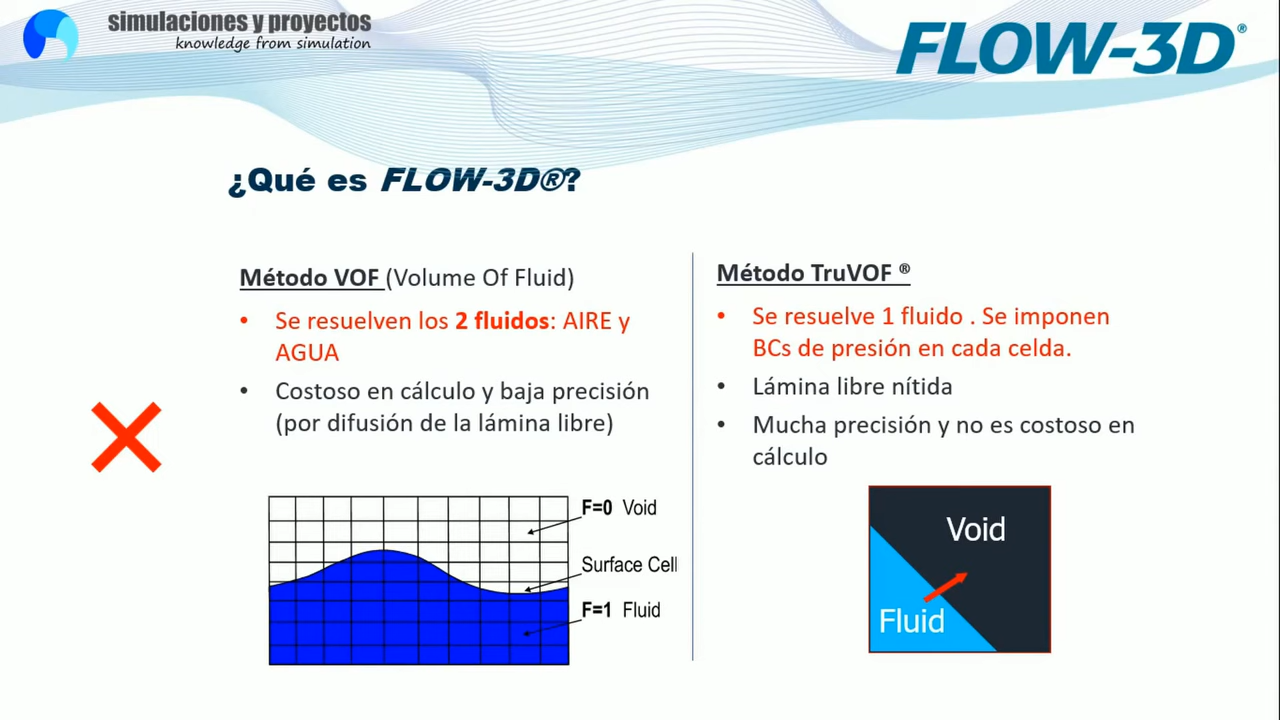 simulaciones y proyectos
knowledge from simulation
FLOW-3D®
¿Qué es FLOW-3D®?
Método VOF (Volume Of Fluid)
• Se resuelven los 2 fluidos: AIRE y
AGUA
• Costoso en cálculo y baja precisión
(por difusión de la lámina libre)
F=0 Void
Surface Cell
F=1 Fluid
Método TruVOF ®
• Se resuelve 1 fluido . Se imponen
BCs de presión en cada celda.
• Lámina libre nítida
• Mucha precisión y no es costoso en
cálculo
Void
Fluid